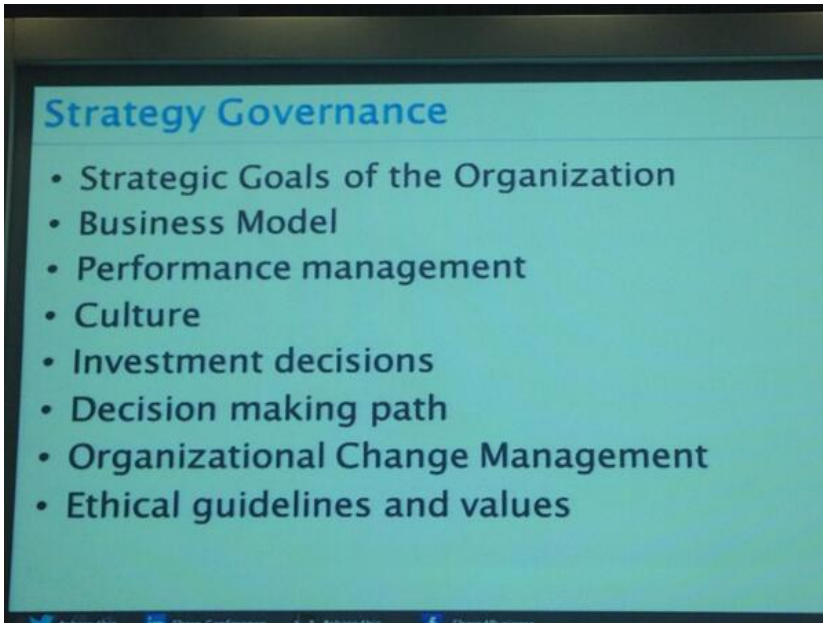 Strategy Governance
• Strategic Goals of the Organization
• Business Model
• Performance management
• Culture
• Investment decisions
• Decision making path
• Organizational Change Management
• Ethical guidelines and values